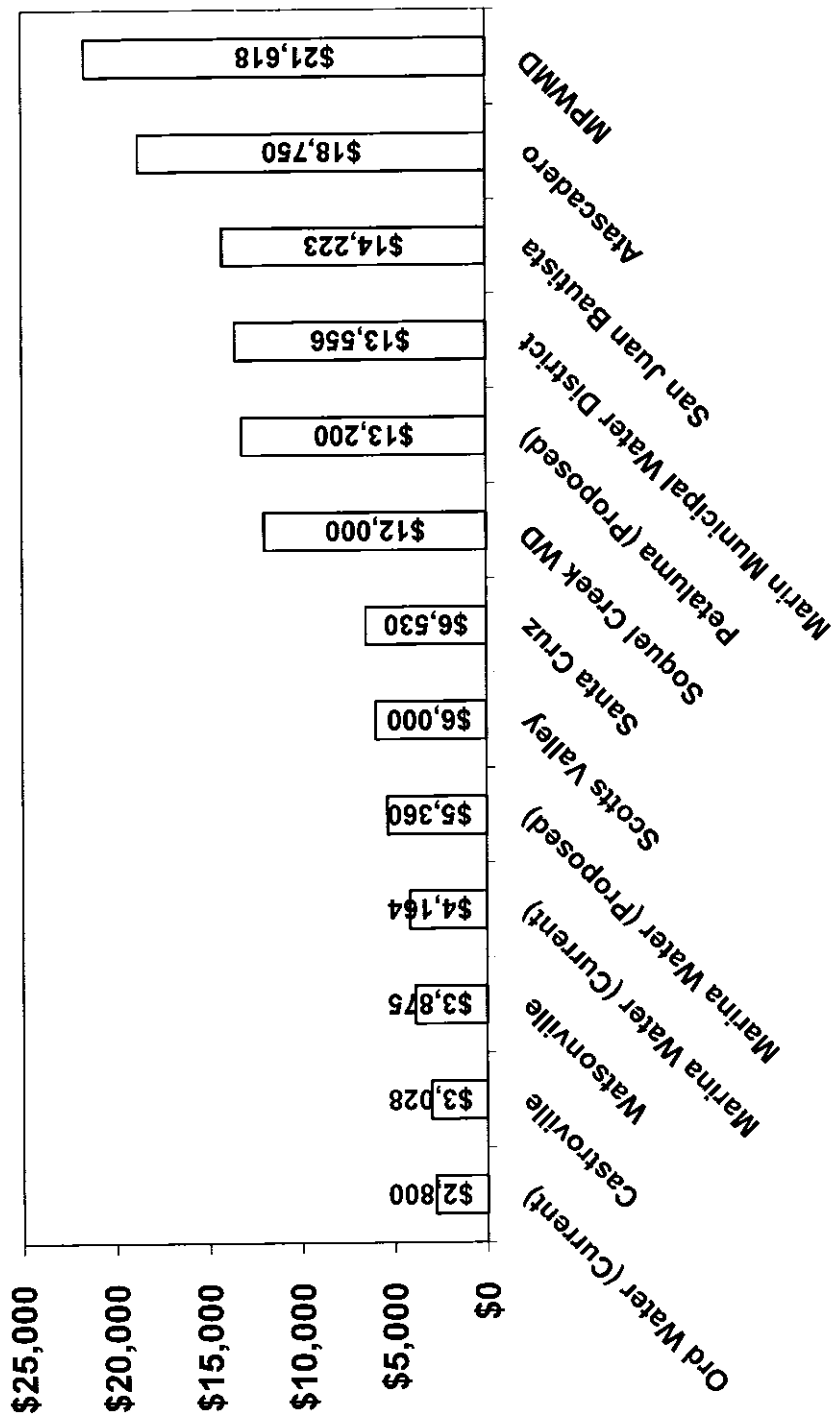 $25,000
$20,000
$15,000
$10,000
$5,000
$0
$2,800
$3,028
$3,875
$4,164
$5,360
$6,000
$6,530
$12,000
$13,200
$13,556
$14,223
$18,750
$21,618
Ord Water (Current)
Castroville
Watsonville
Marina Water (Current)
Marina Water (Proposed)
Scotts Valley
Santa Cruz
Soquel Creek WD
Petaluma (Proposed)
Marin Municipal Water District
San Juan Bautista
Atascadero
MPWMD